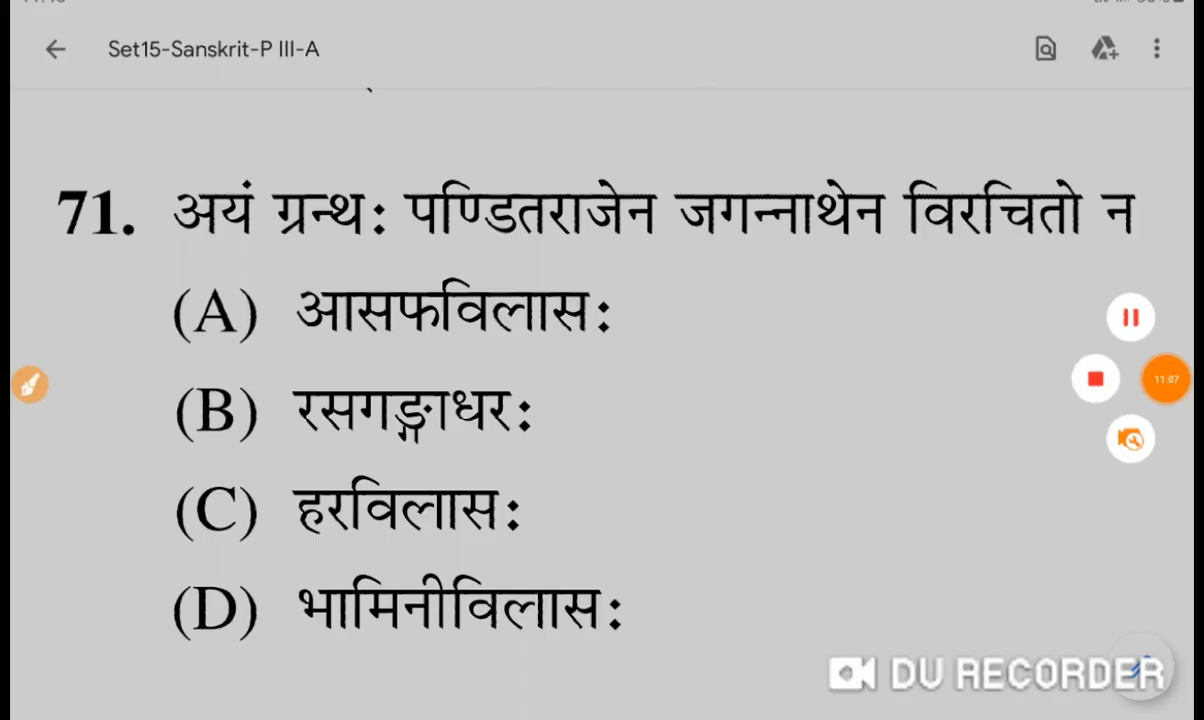 Set15-Sanskrit-P III-A
71. अयं ग्रन्थः पण्डितराजेन जगन्नाथेन विरचितो न
(A) आसफविलासः
(B) रसगङ्गाधरः
(C) हरविलासः
(D) भामिनीविलासः
11:07
DU RECORDER